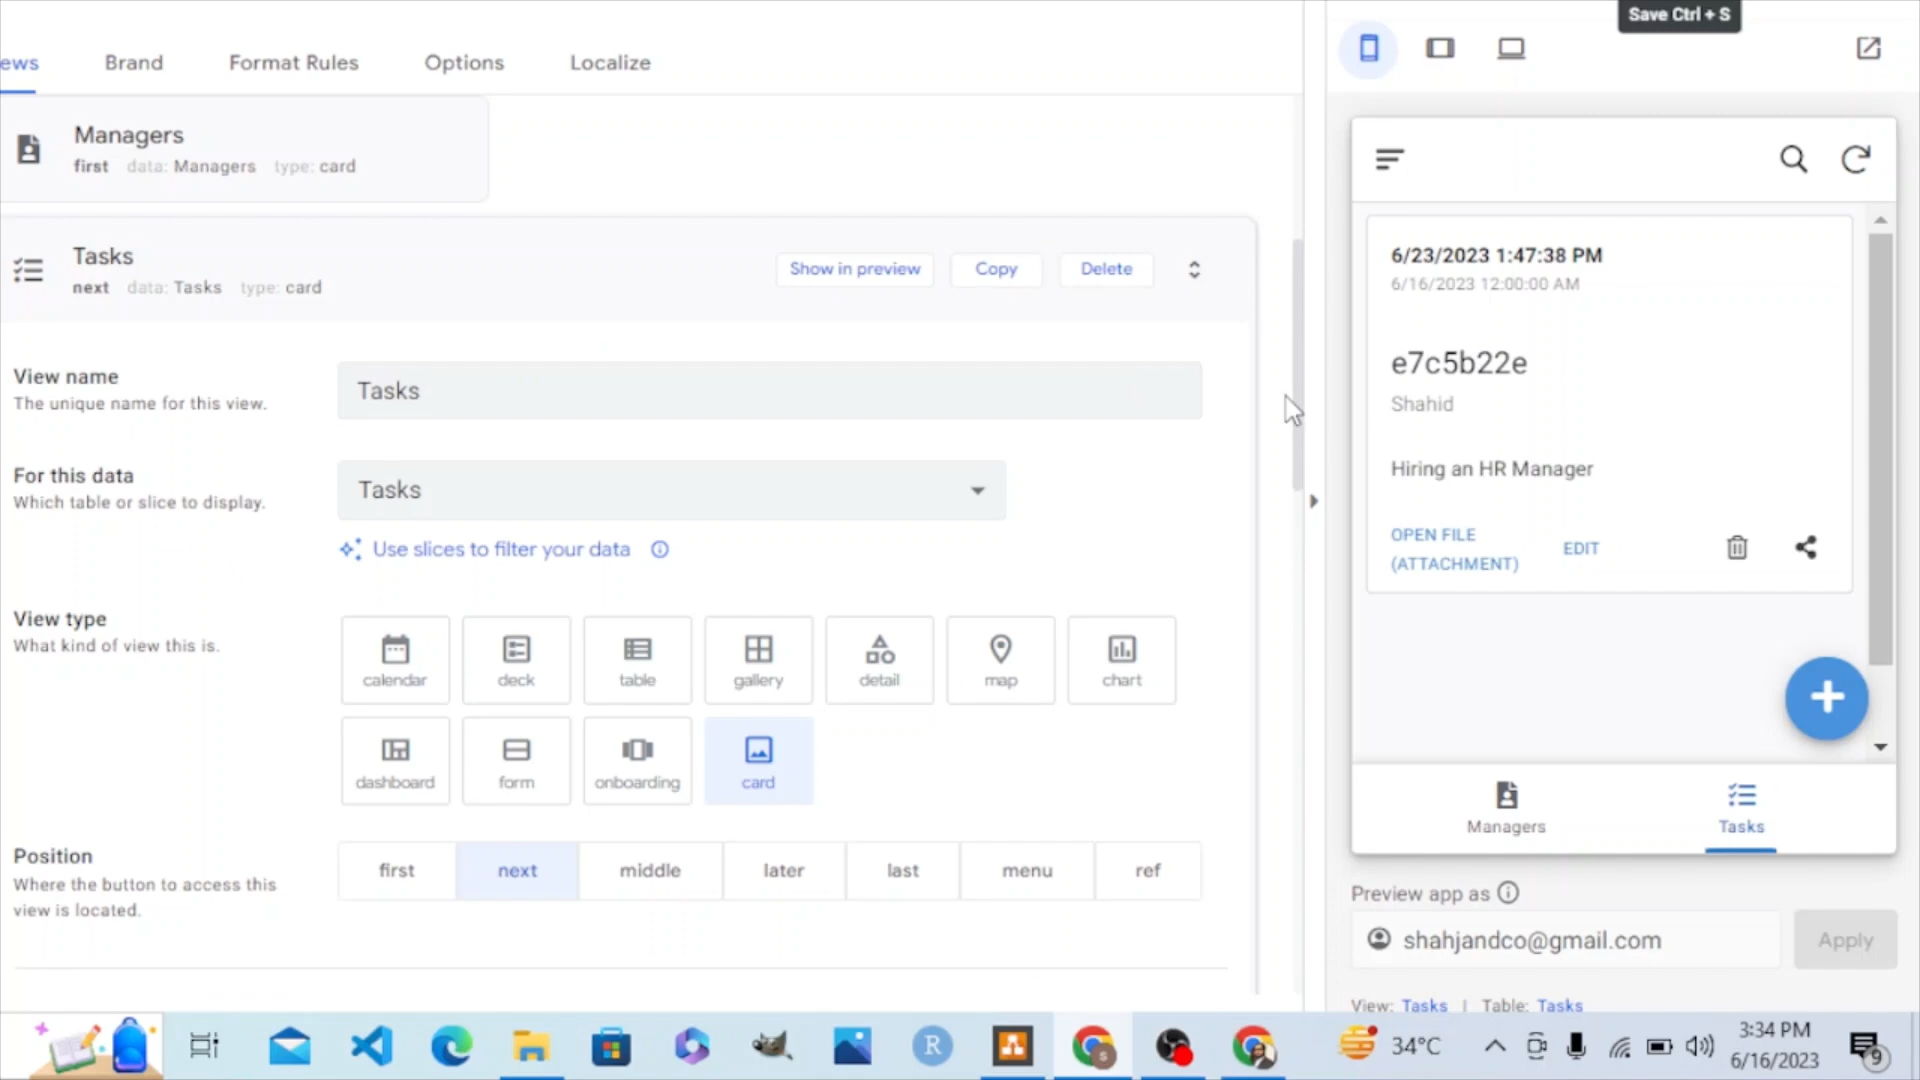 Save Ctrl + S
ews
Brand
Format Rules
Options
Localize
Managers
first data: Managers type: card
Tasks
next data: Tasks type: card
Show in preview
Copy
Delete
View name
The unique name for this view.
Tasks
For this data
Which table or slice to display.
Tasks
Use slices to filter your data
View type
What kind of view this is.
calendar
deck
table
gallery
detail
map
chart
dashboard
form
onboarding
card
Position
Where the button to access this
view is located.
first
next
middle
later
last
menu
ref
6/23/2023 1:47:38 PM
6/16/2023 12:00:00 AM
e7c5b22e
Shahid
Hiring an HR Manager
OPEN FILE
(ATTACHMENT)
EDIT
Managers
Tasks
Preview app as
shahjandco@gmail.com
Apply
View: Tasks | Table: Tasks
R
S
34°C
3:34 PM
6/16/2023
9